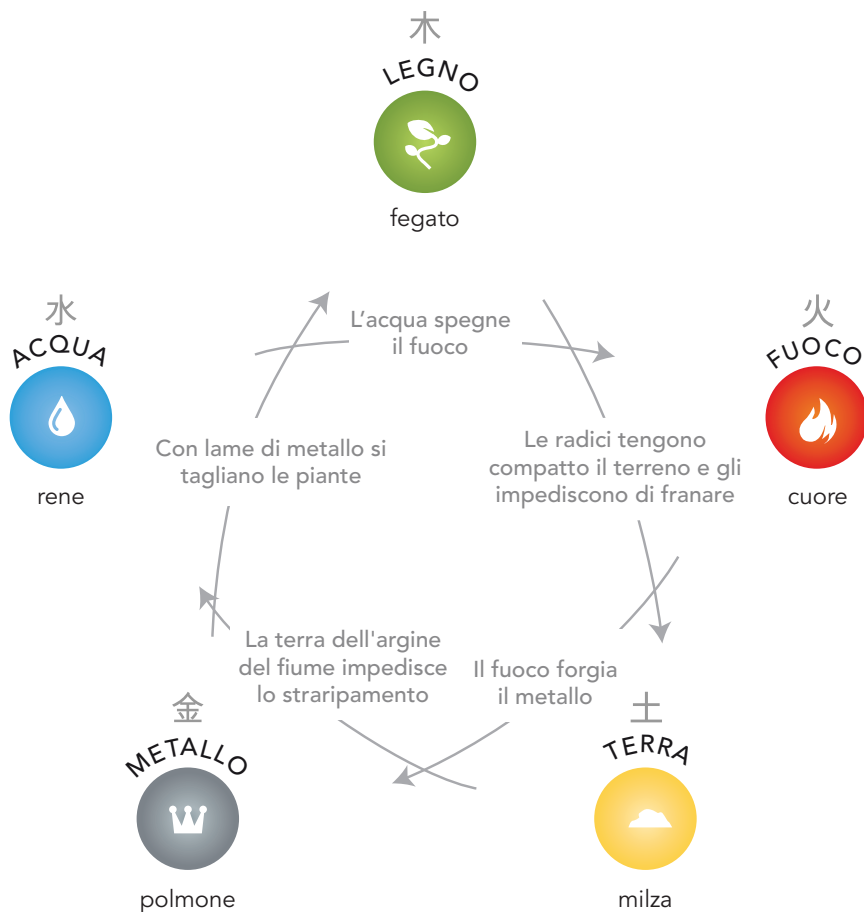 木
LEGNO
fegato
水
ACQUA
rene
火
FUOCO
cuore
L'acqua spegne
il fuoco
Con lame di metallo si
tagliano le piante
Le radici tengono
compatto il terreno e gli
impediscono di franare
La terra dell'argine
del fiume impedisce
lo straripamento
Il fuoco forgia
il metallo
金
METALLO
polmone
土
TERRA
milza